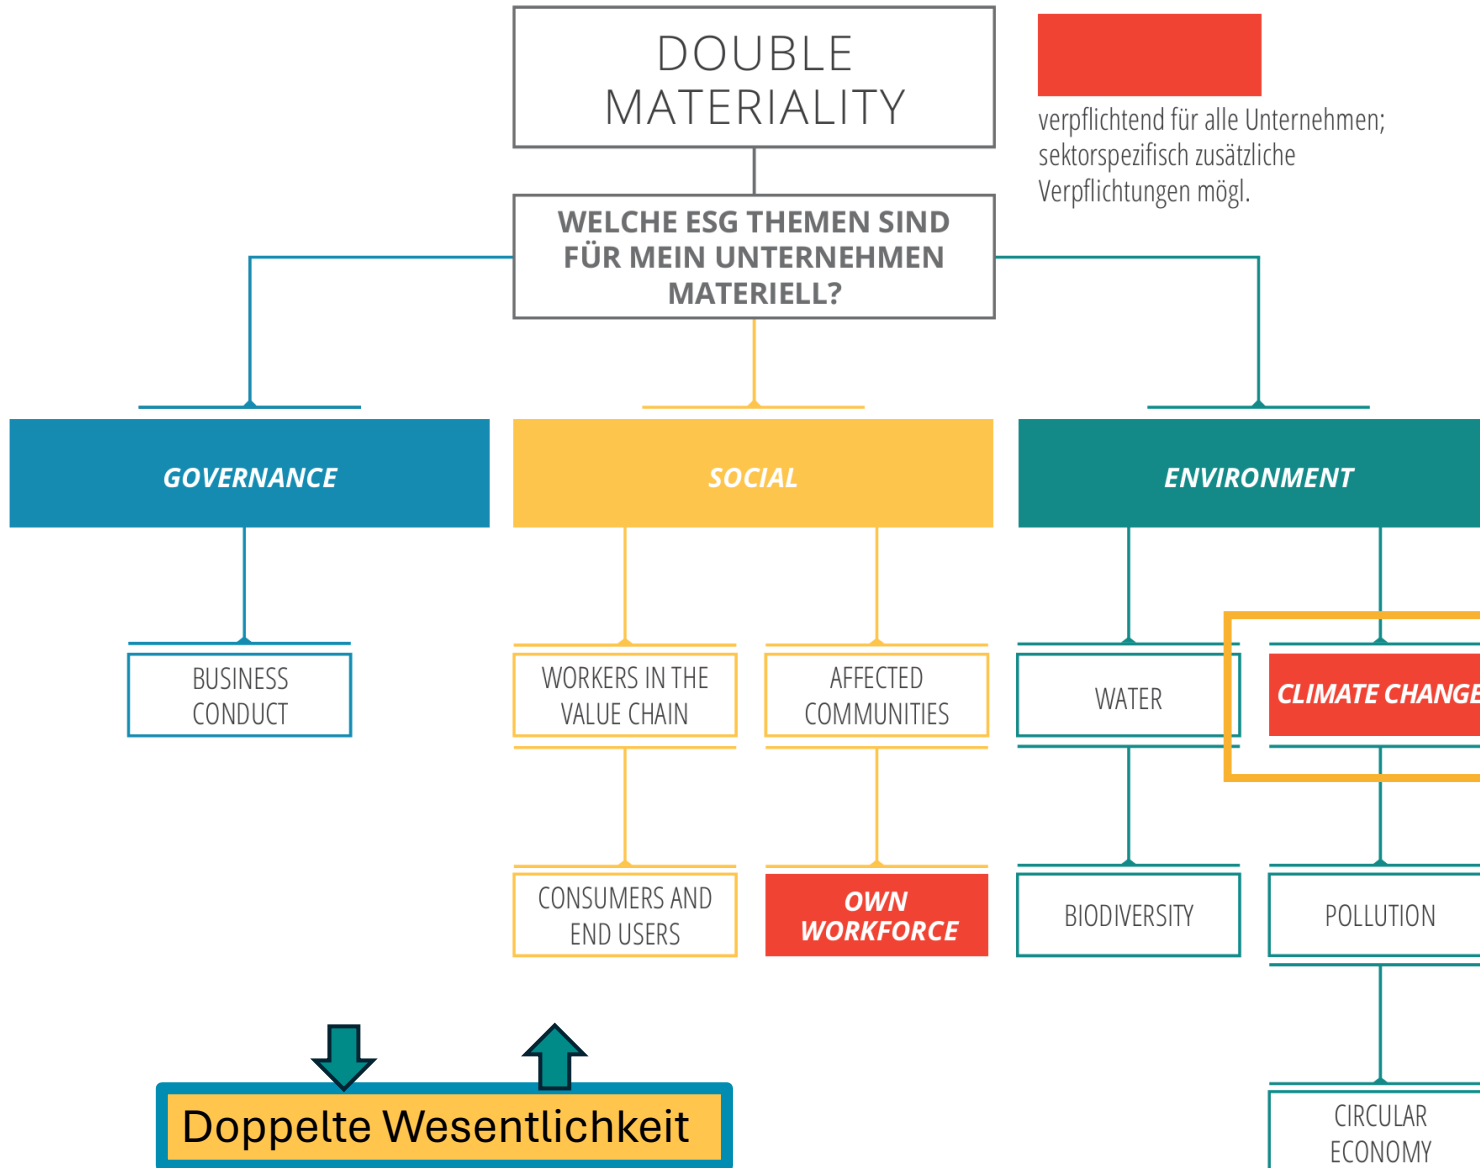 DOUBLE
MATERIALITY
verpflichtend für alle Unternehmen;
sektorspezifisch zusätzliche
Verpflichtungen mögl.
WELCHE ESG THEMEN SIND
FÜR MEIN UNTERNEHMEN
MATERIELL?
GOVERNANCE
SOCIAL
ENVIRONMENT
BUSINESS
CONDUCT
WORKERS IN THE
VALUE CHAIN
AFFECTED
COMMUNITIES
WATER
CLIMATE CHANGE
CONSUMERS AND
END USERS
OWN
WORKFORCE
BIODIVERSITY
POLLUTION
CIRCULAR
ECONOMY
Doppelte Wesentlichkeit